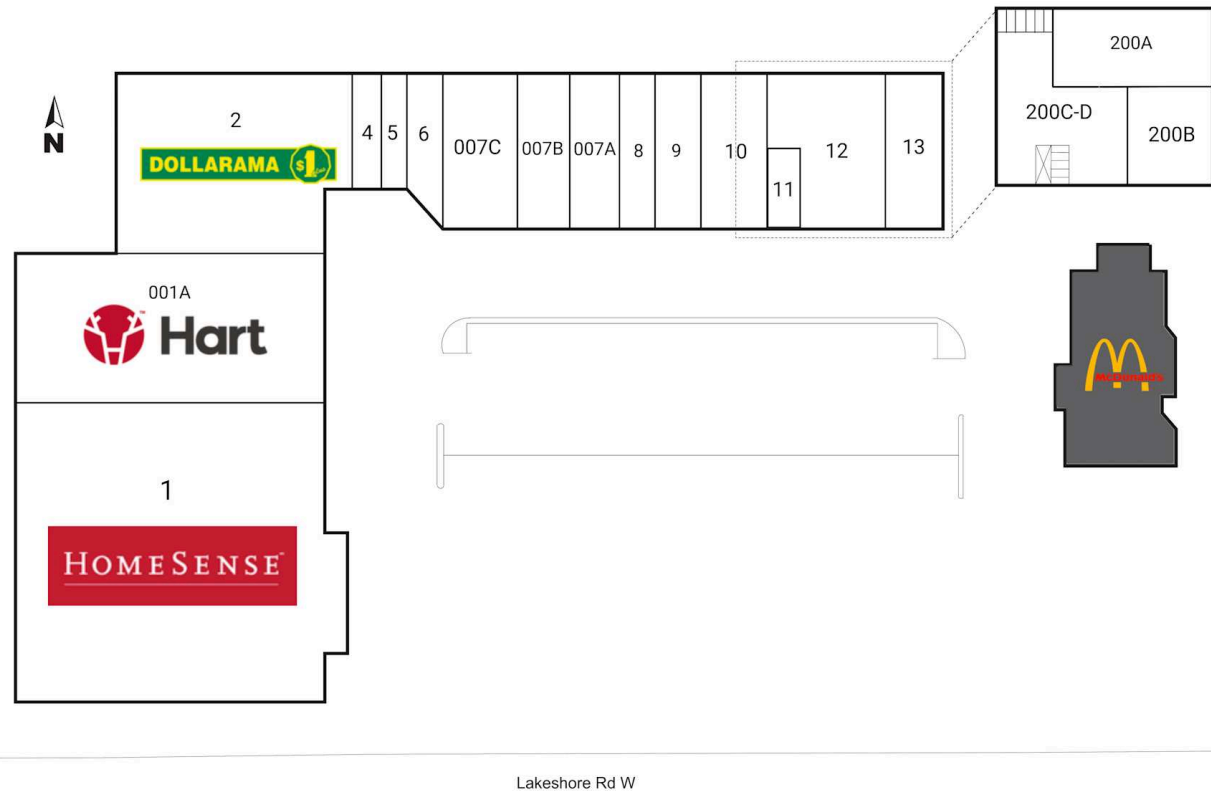 200A
200C-D
200B
N
2
DOLLARAMA $1
4
5
6
007C
007B
007A
8
9
10
11
12
13
001A
Hart
McDonald's
1
HOMESENSE
Lakeshore Rd W